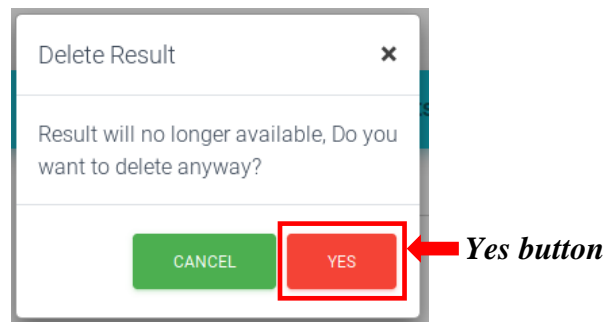 Delete Result ×
Result will no longer available, Do you
want to delete anyway?
CANCEL YES
Yes button